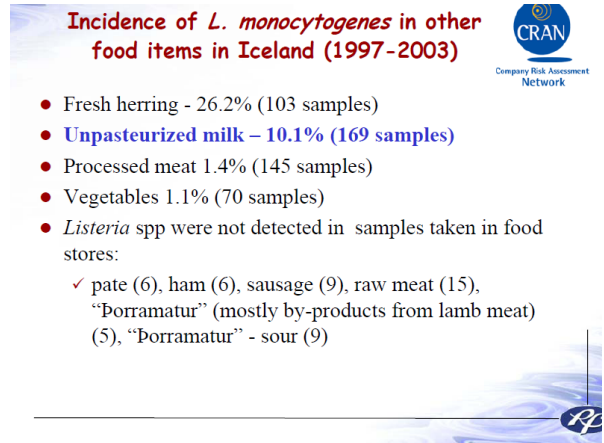 Incidence of L. monocytogenes in other
food items in Iceland (1997-2003)
CRAN
Company Risk Assessment
Network
Fresh herring - 26.2% (103 samples)
Unpasteurized milk – 10.1% (169 samples)
Processed meat 1.4% (145 samples)
Vegetables 1.1% (70 samples)
Listeria spp were not detected in samples taken in food
stores:
pate (6), ham (6), sausage (9), raw meat (15),
“Þorramatur” (mostly by-products from lamb meat)
(5), “Þorramatur” - sour (9)